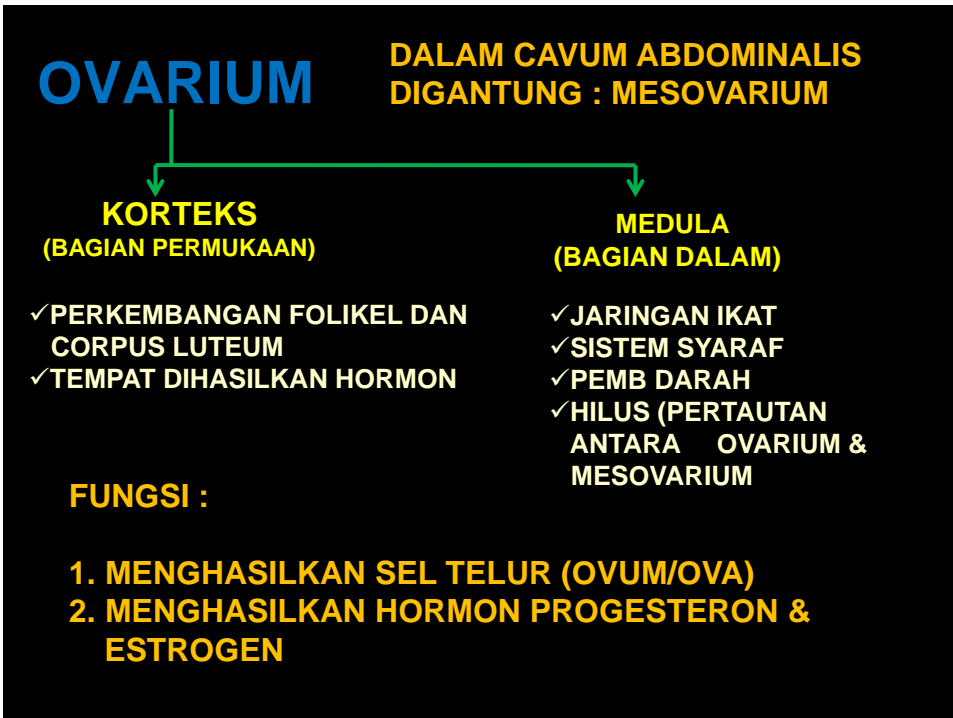 OVARIUM
DALAM CAVUM ABDOMINALIS
DIGANTUNG : MESOVARIUM
KORTEKS
(BAGIAN PERMUKAAN)
✓PERKEMBANGAN FOLIKEL DAN
CORPUS LUTEUM
✓TEMPAT DIHASILKAN HORMON
MEDULA
(BAGIAN DALAM)
✓JARINGAN IKAT
✓SISTEM SYARAF
✓PEMB DARAH
✓HILUS (PERTAUTAN
ANTARA OVARIUM &
MESOVARIUM
FUNGSI :
1. MENGHASILKAN SEL TELUR (OVUM/OVA)
2. MENGHASILKAN HORMON PROGESTERON &
ESTROGEN